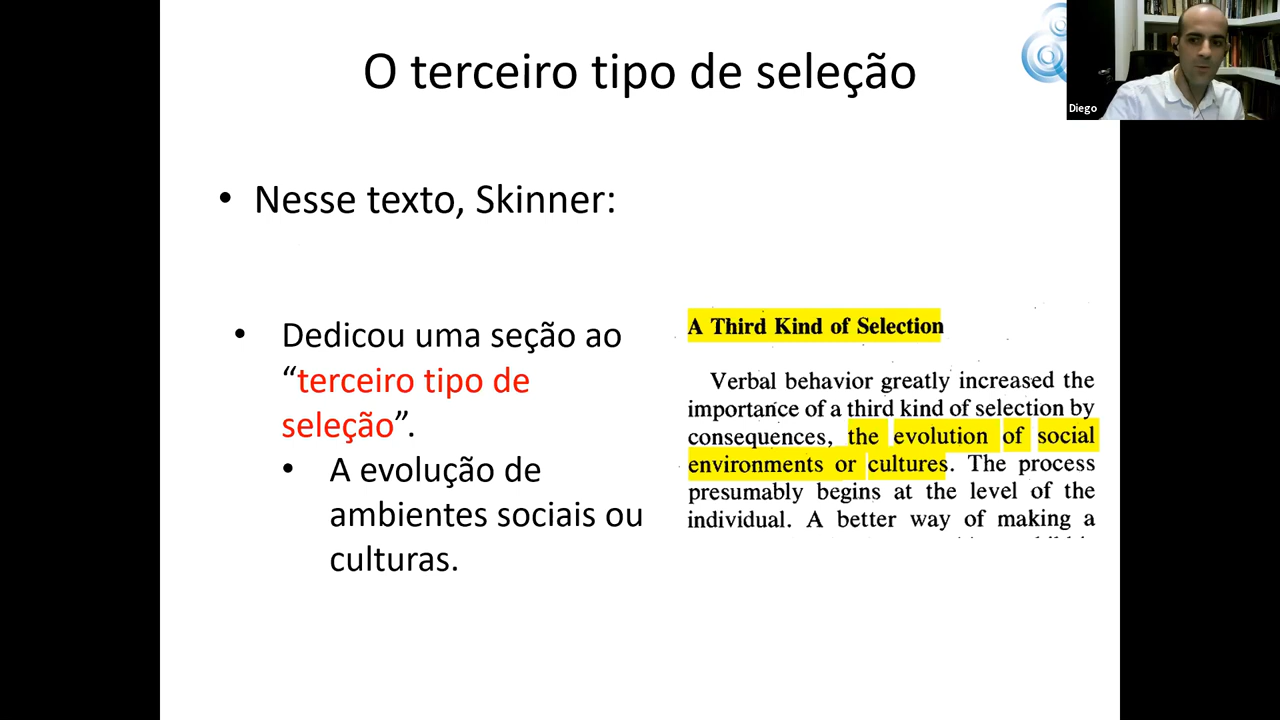 O terceiro tipo de seleção
Diego
• Nesse texto, Skinner:
• Dedicou uma seção ao
“terceiro tipo de
seleção”.
• A evolução de
ambientes sociais ou
culturas.
A Third Kind of Selection
Verbal behavior greatly increased the
importance of a third kind of selection by
consequences, the evolution of social
environments or cultures. The process
presumably begins at the level of the
individual. A better way of making a